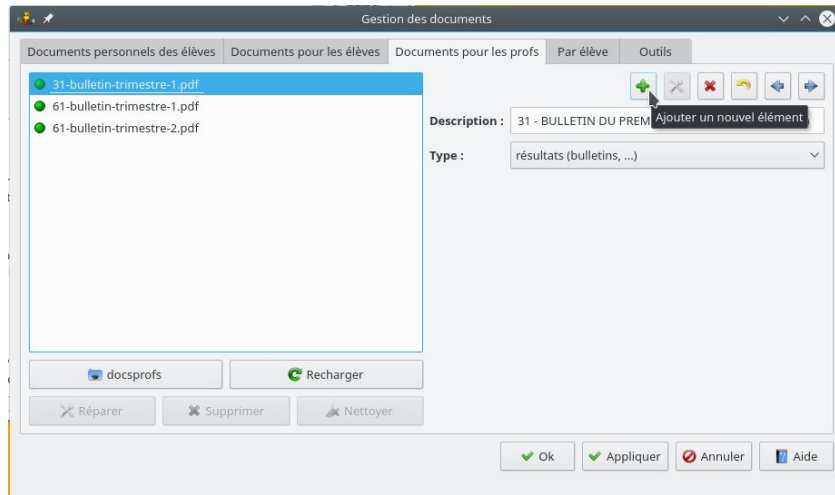 Gestion des documents
Documents personnels des élèves Documents pour les élèves Documents pour les profs Par élève Outils
31-bulletin-trimestre-1.pdf
61-bulletin-trimestre-1.pdf
61-bulletin-trimestre-2.pdf
Description : 31 - BULLETIN DU PREM
Ajouter un nouvel élément
Type : résultats (bulletins, ...)
docsprofs Recharger
Réparer Supprimer Nettoyer
Ok Appliquer Annuler Aide